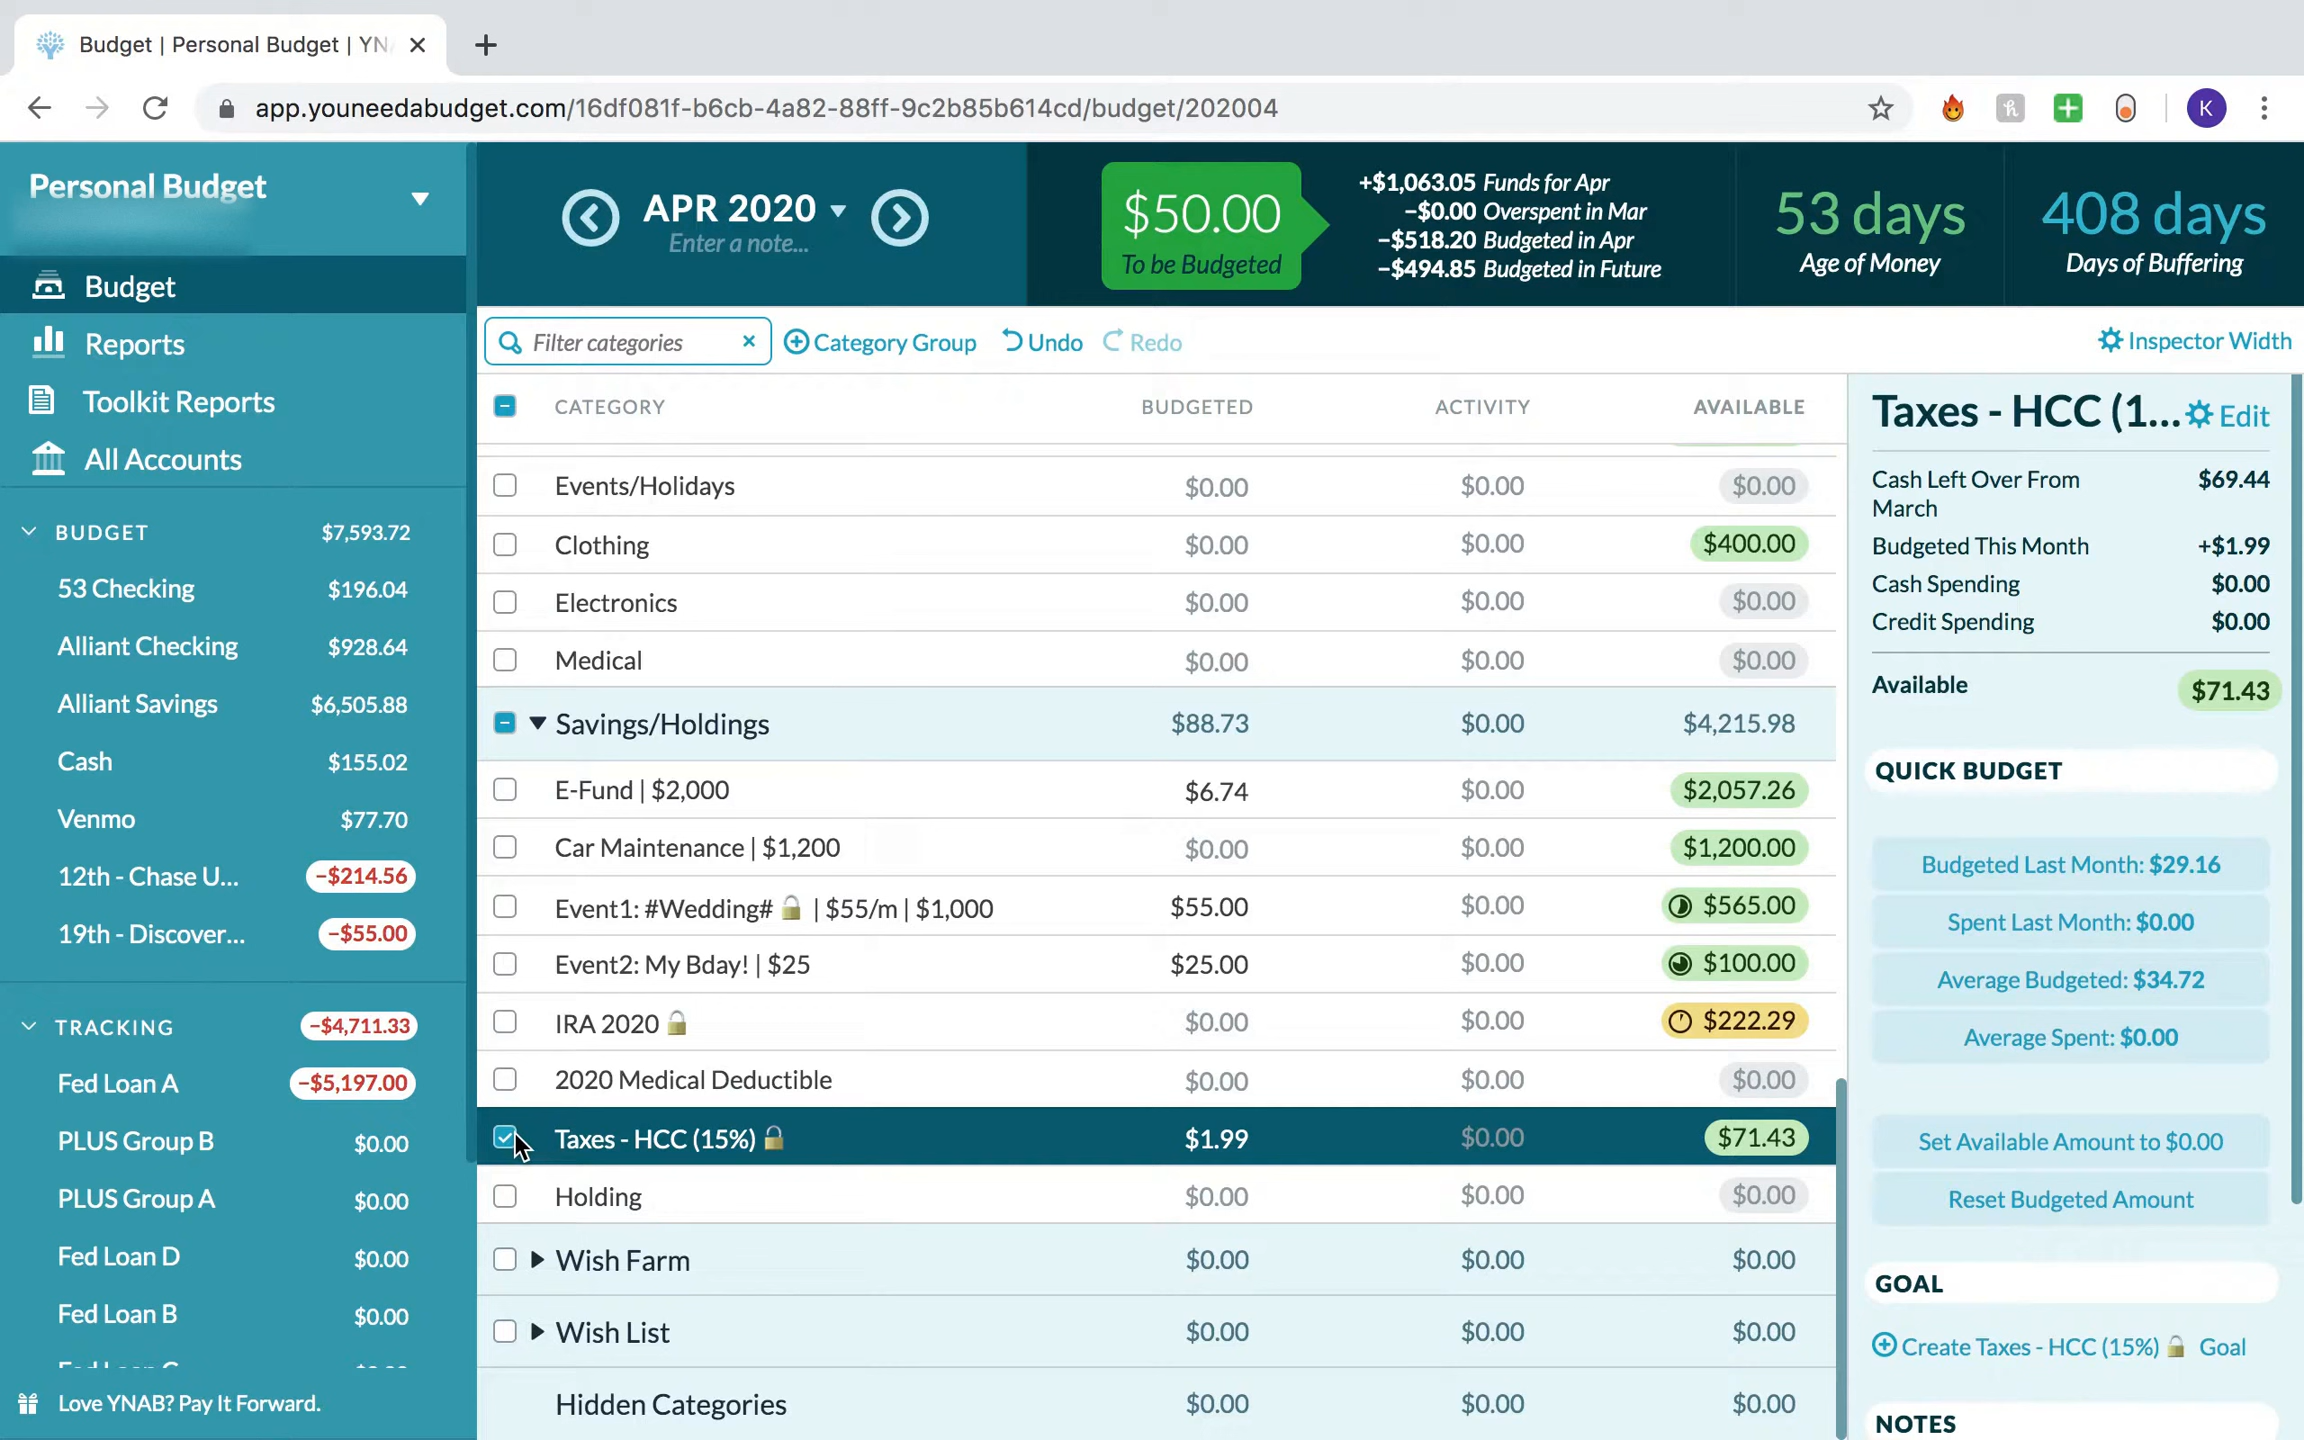 Budget | Personal Budget | YN
app.youneedabudget.com/16df081f-b6cb-4a82-88ff-9c2b85b614cd/budget/202004
K
Personal Budget
Budget
Reports
Toolkit Reports
All Accounts
BUDGET $7,593.72
53 Checking $196.04
Alliant Checking $928.64
Alliant Savings $6,505.88
Cash $155.02
Venmo $77.70
12th - Chase U... −$214.56
19th - Discover... −$55.00
TRACKING −$4,711.33
Fed Loan A −$5,197.00
PLUS Group B $0.00
PLUS Group A $0.00
Fed Loan D $0.00
Fed Loan B $0.00
Love YNAB? Pay It Forward.
APR 2020
Enter a note...
$50.00
To be Budgeted
+$1,063.05 Funds for Apr
−$0.00 Overspent in Mar
−$518.20 Budgeted in Apr
−$494.85 Budgeted in Future
53 days
Age of Money
408 days
Days of Buffering
Filter categories
Category Group
Undo
Redo
Inspector Width
CATEGORY BUDGETED ACTIVITY AVAILABLE
Events/Holidays $0.00 $0.00 $0.00
Clothing $0.00 $0.00 $400.00
Electronics $0.00 $0.00 $0.00
Medical $0.00 $0.00 $0.00
Savings/Holdings $88.73 $0.00 $4,215.98
E-Fund | $2,000 $6.74 $0.00 $2,057.26
Car Maintenance | $1,200 $0.00 $0.00 $1,200.00
Event1: #Wedding# 🔒 | $55/m | $1,000 $55.00 $0.00 $565.00
Event2: My Bday! | $25 $25.00 $0.00 $100.00
IRA 2020 🔒 $0.00 $0.00 $222.29
2020 Medical Deductible $0.00 $0.00 $0.00
Taxes - HCC (15%) 🔒 $1.99 $0.00 $71.43
Holding $0.00 $0.00 $0.00
Wish Farm $0.00 $0.00 $0.00
Wish List $0.00 $0.00 $0.00
Hidden Categories $0.00 $0.00 $0.00
Taxes - HCC (1... Edit
Cash Left Over From $69.44
March
Budgeted This Month +$1.99
Cash Spending $0.00
Credit Spending $0.00
Available $71.43
QUICK BUDGET
Budgeted Last Month: $29.16
Spent Last Month: $0.00
Average Budgeted: $34.72
Average Spent: $0.00
Set Available Amount to $0.00
Reset Budgeted Amount
GOAL
Create Taxes - HCC (15%) 🔒 Goal
NOTES